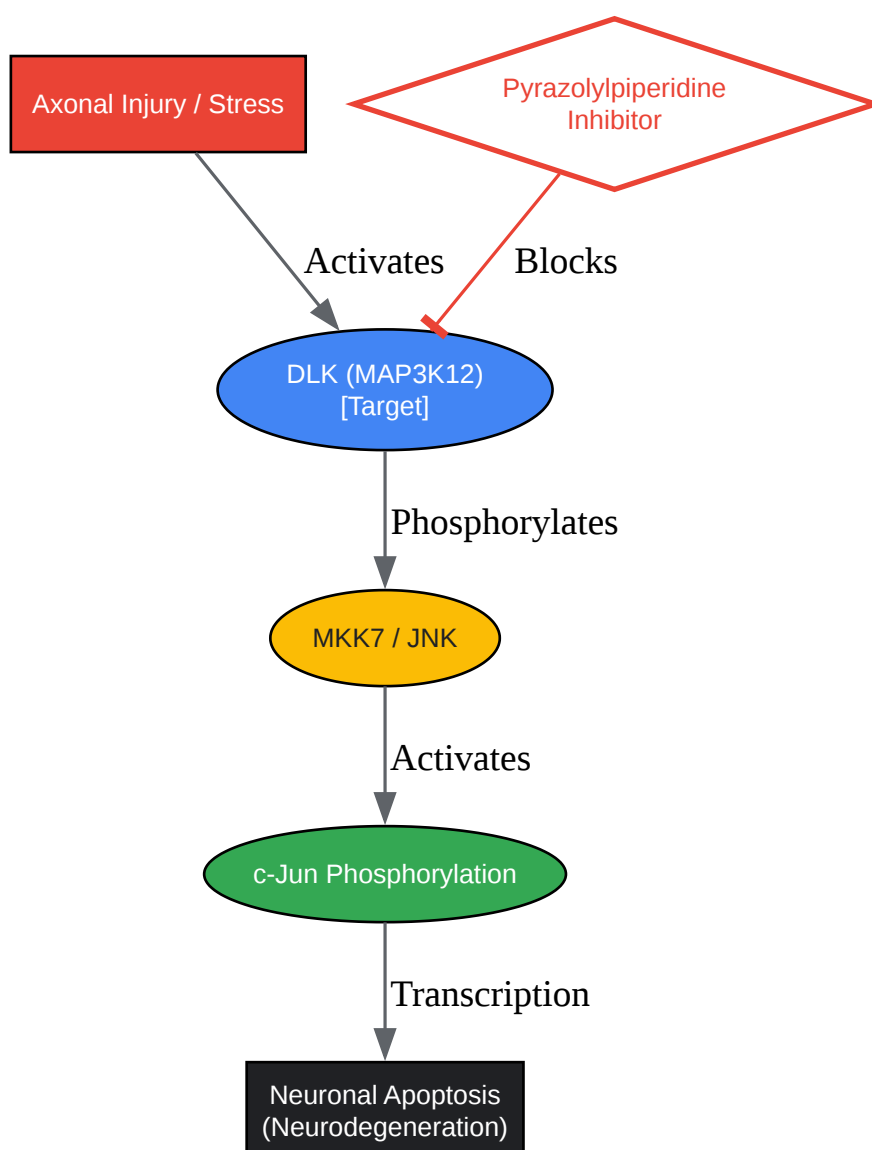 Axonal Injury / Stress
Pyrazolylpiperidine
Inhibitor
Activates
Blocks
DLK (MAP3K12)
[Target]
Phosphorylates
MKK7 / JNK
Activates
c-Jun Phosphorylation
Transcription
Neuronal Apoptosis
(Neurodegeneration)